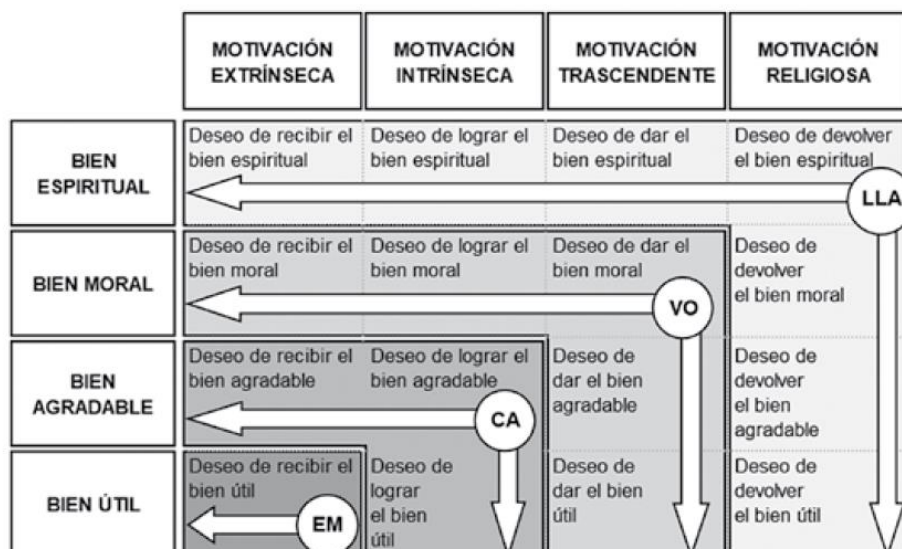 MOTIVACIÓN
EXTRÍNSECA
MOTIVACIÓN
INTRÍNSECA
MOTIVACIÓN
TRASCENDENTE
MOTIVACIÓN
RELIGIOSA
BIEN
ESPIRITUAL
Deseo de recibir el
bien espiritual
Deseo de lograr el
bien espiritual
Deseo de dar el
bien espiritual
Deseo de devolver
el bien espiritual
LLA
BIEN MORAL
Deseo de recibir el
bien moral
Deseo de lograr el
bien moral
Deseo de dar el
bien moral
VO
Deseo de
devolver
el bien moral
BIEN
AGRADABLE
Deseo de recibir el
bien agradable
Deseo de lograr el
bien agradable
CA
Deseo de
dar el bien
agradable
Deseo de
devolver
el bien
agradable
BIEN ÚTIL
Deseo de recibir el
bien útil
EM
Deseo de
lograr
el bien
útil
Deseo de
dar el bien
útil
Deseo de
devolver
el bien útil